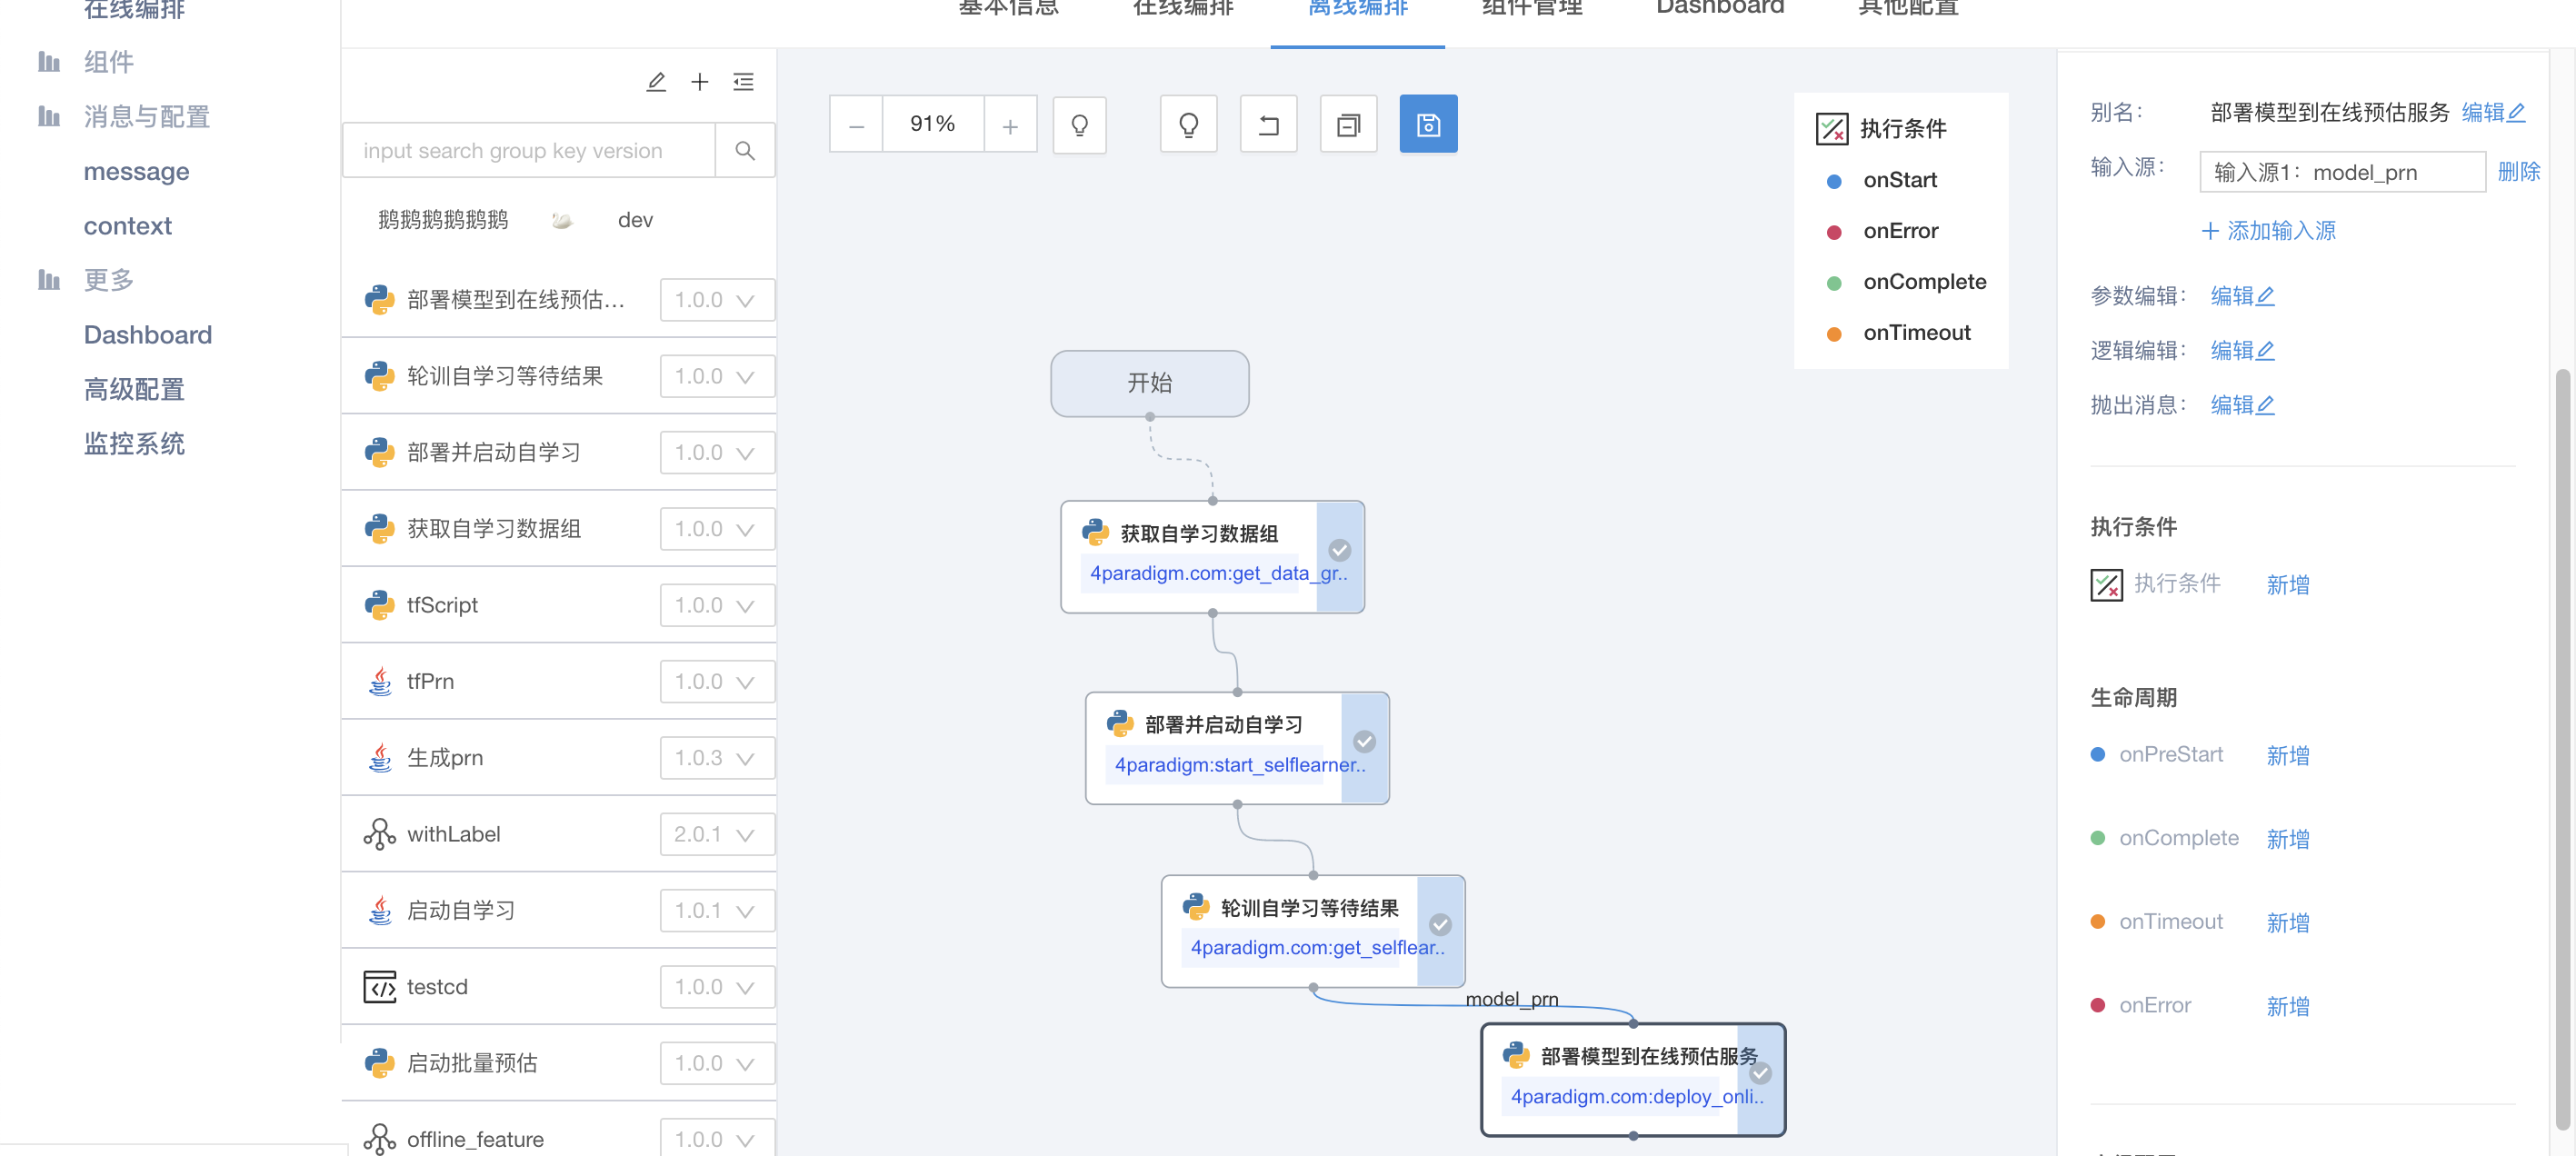 在线编排
组件
消息与配置
message
context
更多
Dashboard
高级配置
监控系统
基本信息
在线编排
离线编排
组件管理
Dashboard
其他配置
input search group key version
鹅鹅鹅鹅鹅鹅 🦢 dev
部署模型到在线预估... 1.0.0
轮训自学习等待结果 1.0.0
部署并启动自学习 1.0.0
获取自学习数据组 1.0.0
tfScript 1.0.0
tfPrn 1.0.0
生成prn 1.0.3
withLabel 2.0.1
启动自学习 1.0.1
testcd 1.0.0
启动批量预估 1.0.0
offline_feature 1.0.0
91%
执行条件
onStart
onError
onComplete
onTimeout
开始
获取自学习数据组
4paradigm.com:get_data_gr..
部署并启动自学习
4paradigm:start_selflearner..
轮训自学习等待结果
4paradigm.com:get_selflear..
model_prn
部署模型到在线预估服务
4paradigm.com:deploy_onli..
别名： 部署模型到在线预估服务 编辑
输入源： 输入源1：model_prn 删除
+ 添加输入源
参数编辑： 编辑
逻辑编辑： 编辑
抛出消息： 编辑
执行条件
执行条件 新增
生命周期
onPreStart 新增
onComplete 新增
onTimeout 新增
onError 新增